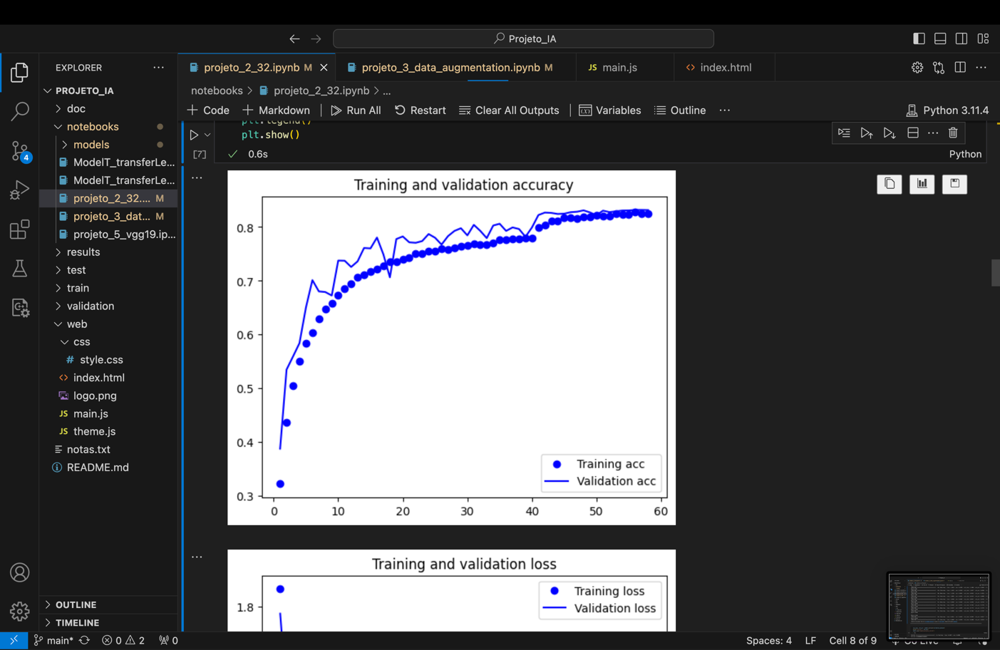 Projeto_IA
EXPLORER
PROJETO_IA
doc
notebooks
models
ModelT_transferLe...
ModelT_transferLe...
projeto_2_32.... M
projeto_3_dat... M
projeto_5_vgg19.ip...
results
test
train
validation
web
css
# style.css
<> index.html
logo.png
JS main.js
JS theme.js
notas.txt
README.md
OUTLINE
TIMELINE
4
projeto_2_32.ipynb M
projeto_3_data_augmentation.ipynb M
JS main.js
<> index.html
notebooks > projeto_2_32.ipynb > ...
+ Code + Markdown Run All Restart Clear All Outputs Variables Outline ... Python 3.11.4
plt.legend()
plt.show()
[7] 0.6s Python
Training and validation accuracy
0.8
0.7
0.6
0.5
0.4
0.3
0 10 20 30 40 50 60
Training acc
Validation acc
Training and validation loss
1.8
Training loss
Validation loss
main* 0 2 0 Spaces: 4 LF Cell 8 of 9 Go Live